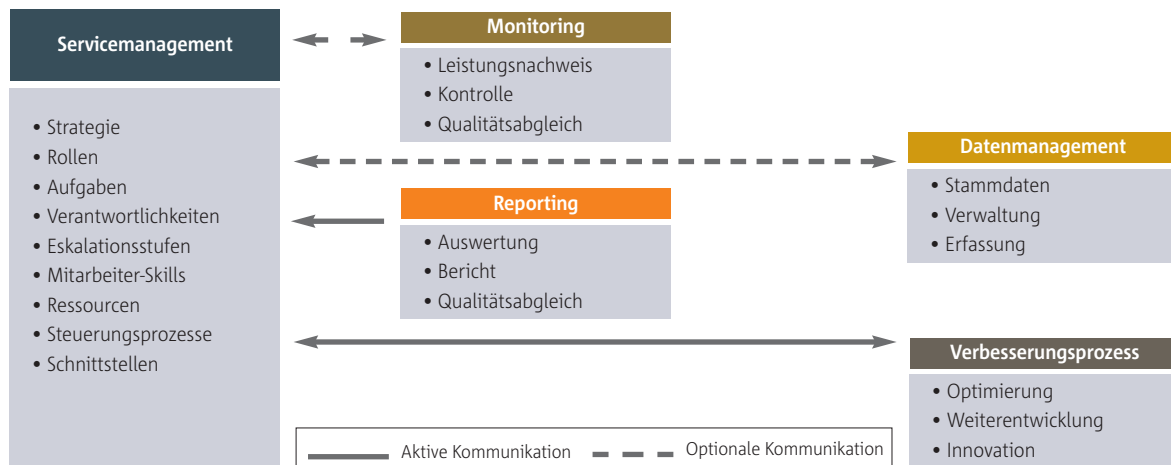 Servicemanagement
• Strategie
• Rollen
• Aufgaben
• Verantwortlichkeiten
• Eskalationsstufen
• Mitarbeiter-Skills
• Ressourcen
• Steuerungsprozesse
• Schnittstellen
Monitoring
• Leistungsnachweis
• Kontrolle
• Qualitätsabgleich
Reporting
• Auswertung
• Bericht
• Qualitätsabgleich
Datenmanagement
• Stammdaten
• Verwaltung
• Erfassung
Verbesserungsprozess
• Optimierung
• Weiterentwicklung
• Innovation
Aktive Kommunikation
Optionale Kommunikation